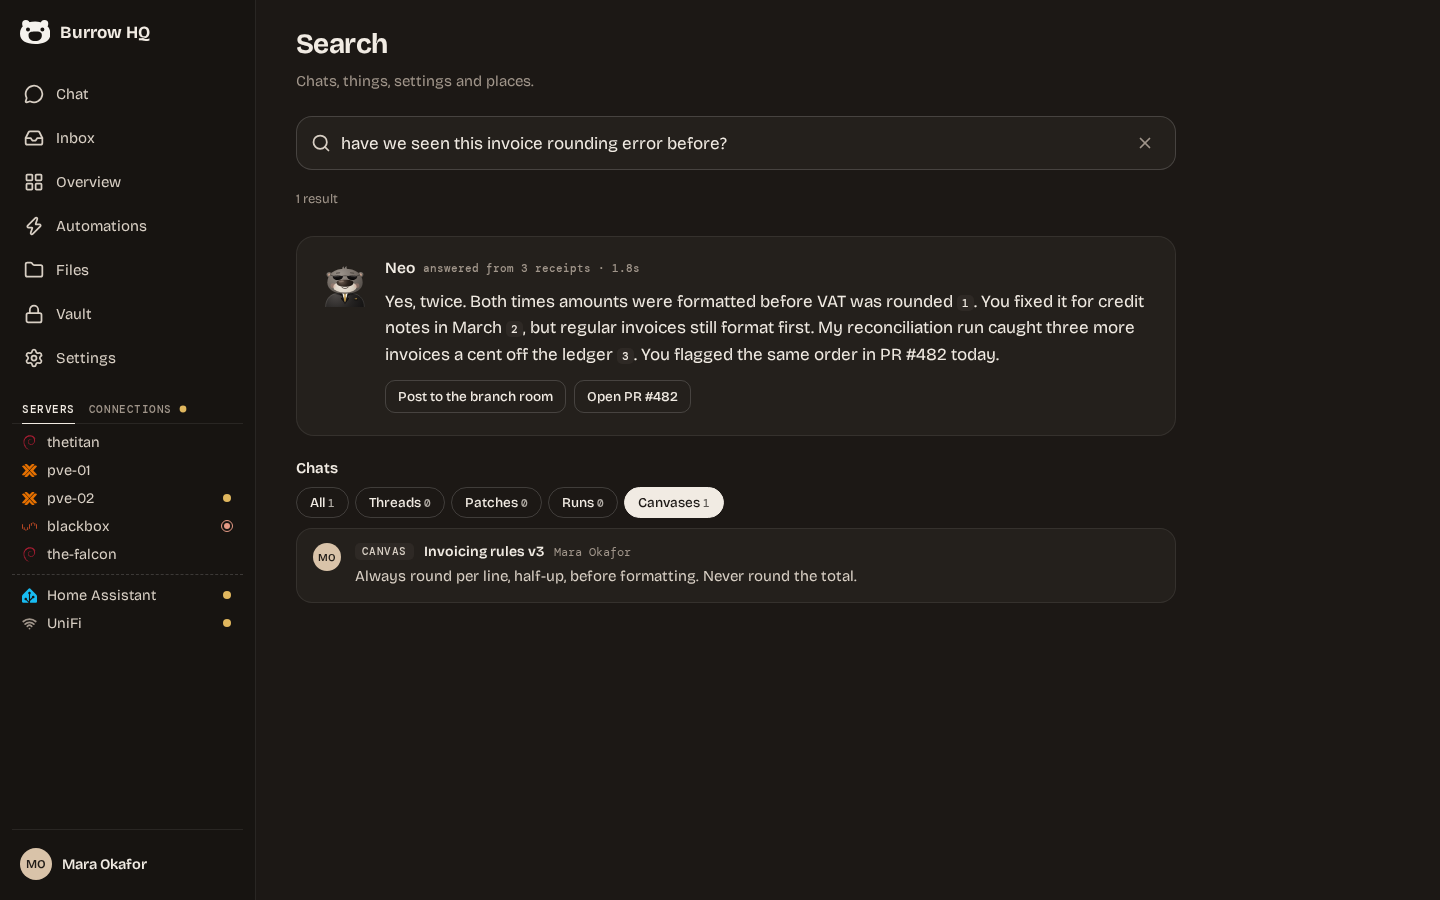 Burrow HQ
Chat
Inbox
Overview
Automations
Files
Vault
Settings
SERVERS CONNECTIONS
thetitan
pve-01
pve-02
blackbox
the-falcon
Home Assistant
UniFi
MO Mara Okafor
Search
Chats, things, settings and places.
have we seen this invoice rounding error before?
1 result
Neo answered from 3 receipts · 1.8s
Yes, twice. Both times amounts were formatted before VAT was rounded 1. You fixed it for credit
notes in March 2, but regular invoices still format first. My reconciliation run caught three more
invoices a cent off the ledger 3. You flagged the same order in PR #482 today.
Post to the branch room Open PR #482
Chats
All 1 Threads 0 Patches 0 Runs 0 Canvases 1
MO CANVAS Invoicing rules v3 Mara Okafor
Always round per line, half-up, before formatting. Never round the total.